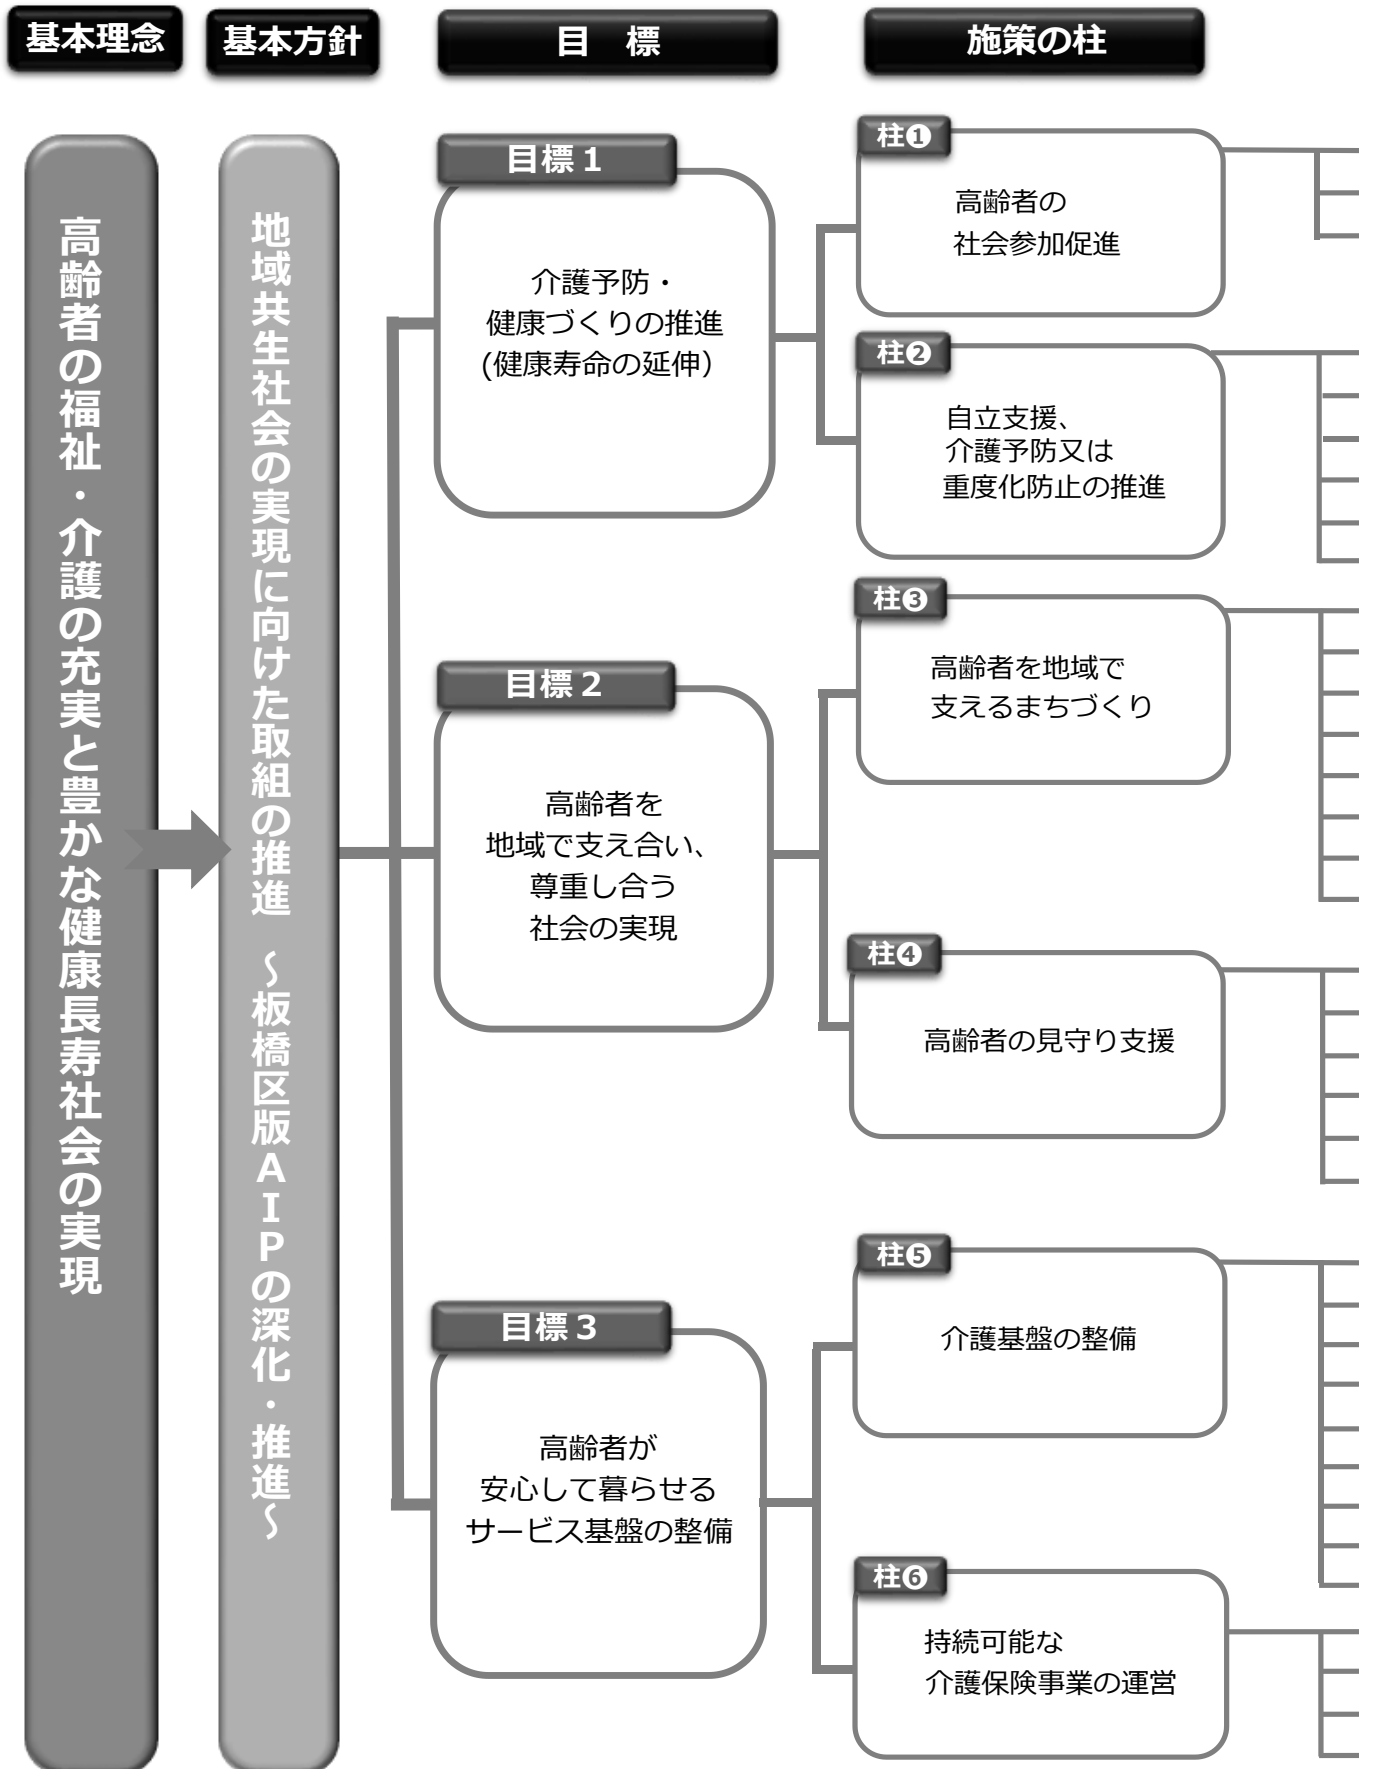 基本理念
基本方針
目　標
施策の柱
高齢者の福祉・介護の充実と豊かな健康長寿社会の実現
地域共生社会の実現に向けた取組の推進　～板橋区版ＡＩＰの深化・推進～
目標１
介護予防・
健康づくりの推進
(健康寿命の延伸）
柱❶
高齢者の
社会参加促進
柱❷
自立支援、
介護予防又は
重度化防止の推進
目標２
高齢者を
地域で支え合い、
尊重し合う
社会の実現
柱❸
高齢者を地域で
支えるまちづくり
柱❹
高齢者の見守り支援
目標３
高齢者が
安心して暮らせる
サービス基盤の整備
柱❺
介護基盤の整備
柱❻
持続可能な
介護保険事業の運営